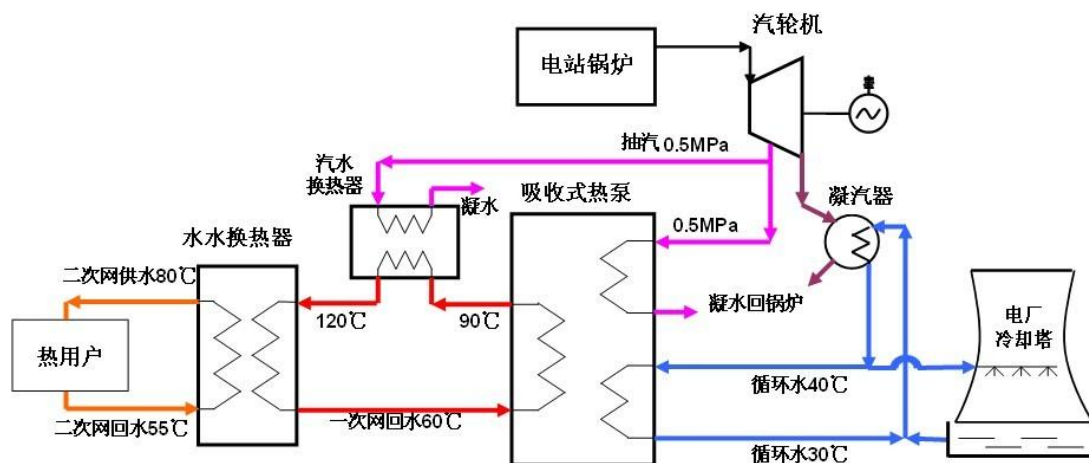 汽轮机
电站锅炉
抽汽 0.5MPa
汽水
换热器
凝水
吸收式热泵
凝汽器
0.5MPa
水水换热器
二次网供水80℃
120℃
90℃
凝水回锅炉
电厂
冷却塔
热用户
循环水40℃
二次网回水55℃
一次网回水60℃
循环水30℃